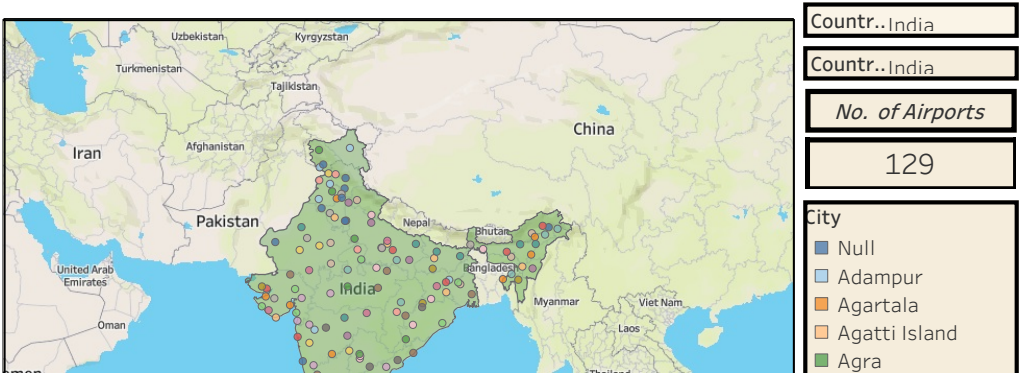 Uzbekistan
Kyrgyzstan
Turkmenistan
Tajikistan
China
Afghanistan
Iran
Pakistan
Nepal
Bhutan
United Arab
Emirates
Bangladesh
India
Oman
Myanmar
Viet Nam
Laos
Thailand
Countr.. India
Countr.. India
No. of Airports
129
City
Null
Adampur
Agartala
Agatti Island
Agra